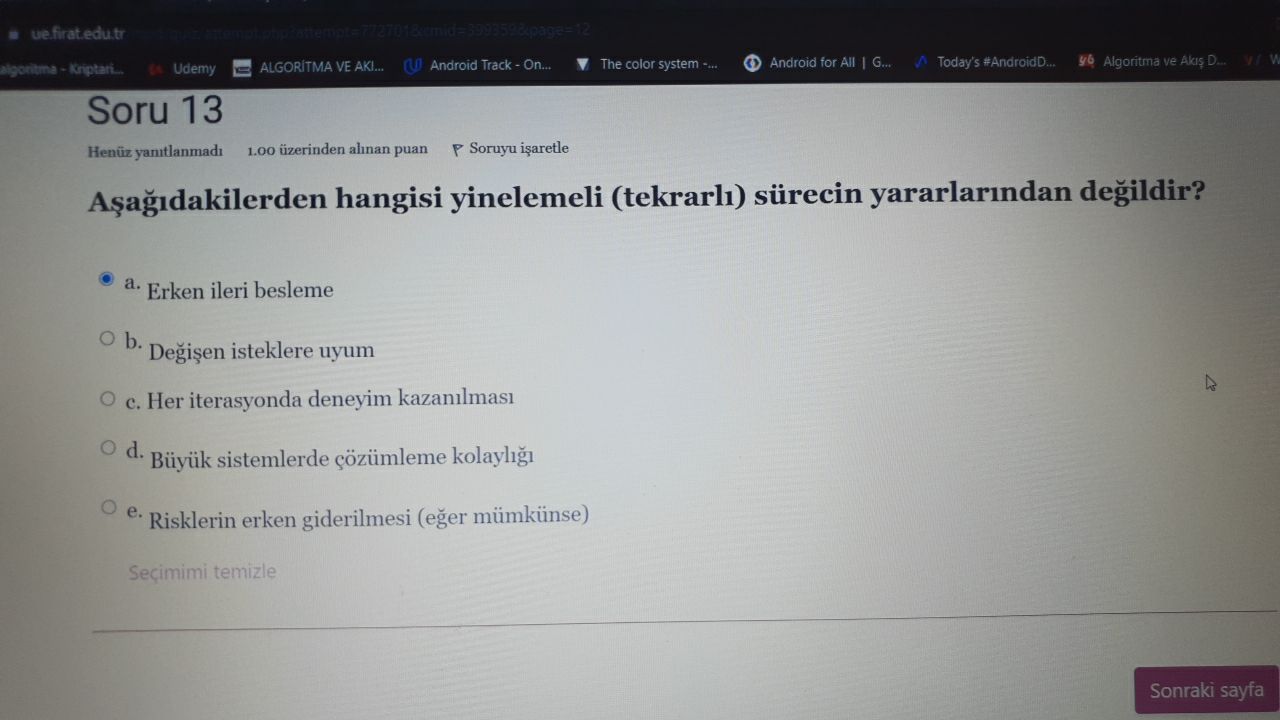 ue.firat.edu.tr/mod/quiz/attempt.php?attempt=772701&cmid=399359&page=12
algoritma - Kriptari... Udemy ALGORİTMA VE AKI... Android Track - On... The color system -... Android for All | G... Today's #AndroidD... Algoritma ve Akış D...
Soru 13
Henüz yanıtlanmadı 1.00 üzerinden alınan puan Soruyu işaretle
Aşağıdakilerden hangisi yinelemeli (tekrarlı) sürecin yararlarından değildir?
a. Erken ileri besleme
b. Değişen isteklere uyum
c. Her iterasyonda deneyim kazanılması
d. Büyük sistemlerde çözümleme kolaylığı
e. Risklerin erken giderilmesi (eğer mümkünse)
Seçimimi temizle
Sonraki sayfa